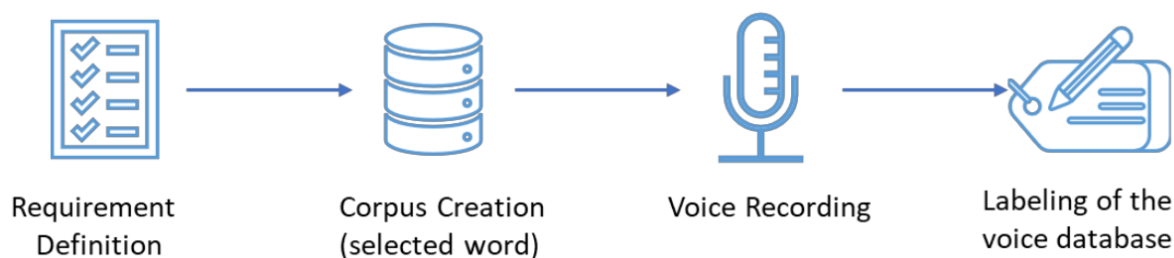 Requirement
Definition
Corpus Creation
(selected word)
Voice Recording
Labeling of the
voice database